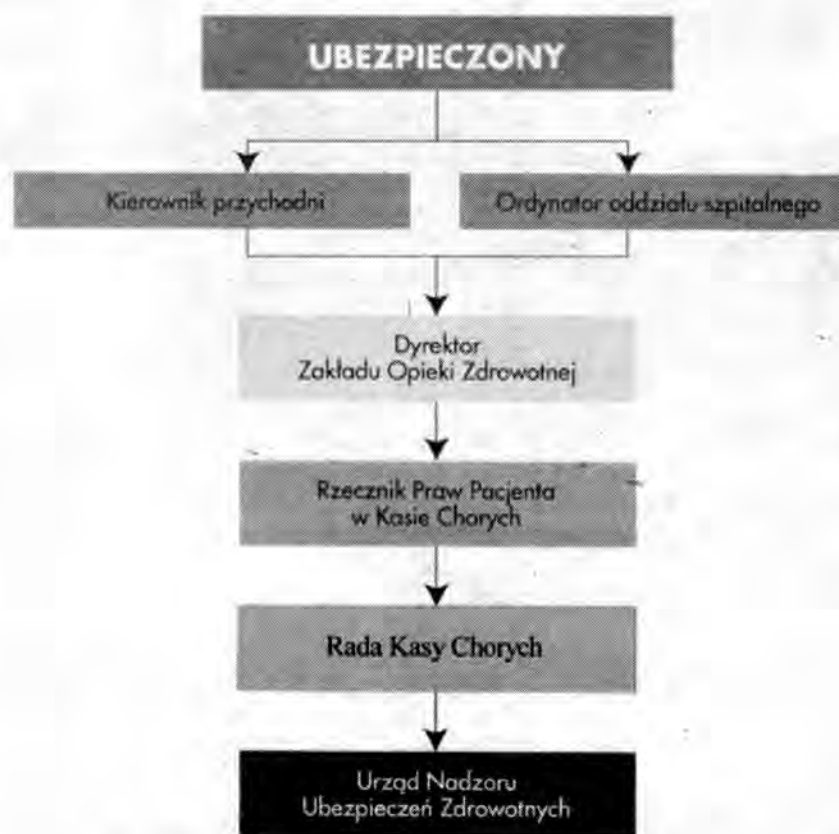 UBEZPIECZONY
Kierownik przychodni
Ordynator oddziału szpitalnego
Dyrektor
Zakładu Opieki Zdrowotnej
Rzecznik Praw Pacjenta
w Kasie Chorych
Rada Kasy Chorych
Urząd Nadzoru
Ubezpieczeń Zdrowotnych